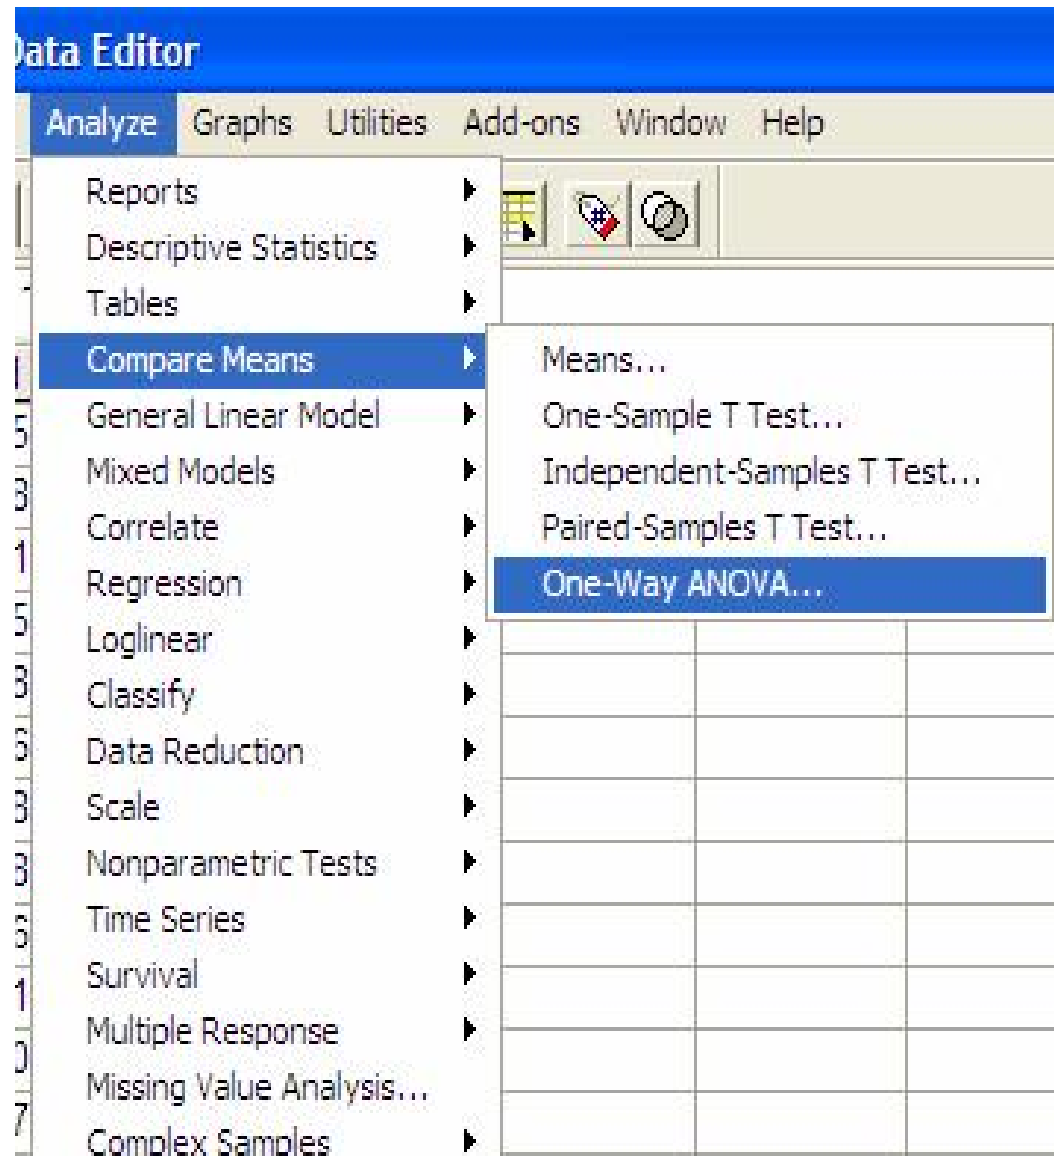 Data Editor
Analyze Graphs Utilities Add-ons Window Help
Reports
Descriptive Statistics
Tables
Compare Means
General Linear Model
Mixed Models
Correlate
Regression
Loglinear
Classify
Data Reduction
Scale
Nonparametric Tests
Time Series
Survival
Multiple Response
Missing Value Analysis...
Complex Samples
Means...
One-Sample T Test...
Independent-Samples T Test...
Paired-Samples T Test...
One-Way ANOVA...